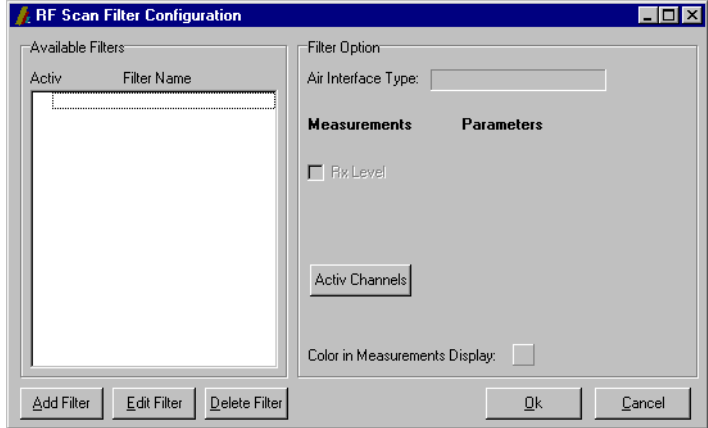 RF Scan Filter Configuration
Available Filters
Activ Filter Name
Filter Option
Air Interface Type:
Measurements Parameters
Rx Level
Activ Channels
Color in Measurements Display:
Add Filter Edit Filter Delete Filter Ok Cancel